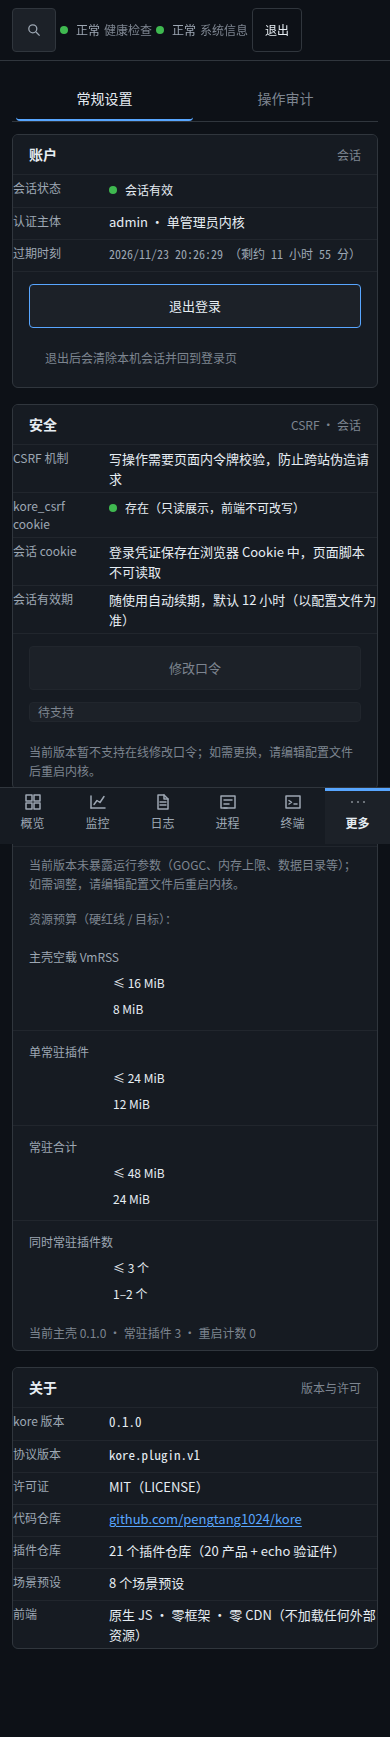 正常 健康检查 正常 系统信息 退出
常规设置 操作审计
账户 会话
会话状态 会话有效
认证主体 admin · 单管理员内核
过期时刻 2026/11/23 20:26:29 （剩约 11 小时 55 分）
退出登录
退出后会清除本机会话并回到登录页
安全 CSRF · 会话
CSRF 机制 写操作需要页面内令牌校验，防止跨站伪造请
求
kore_csrf 存在（只读展示，前端不可改写）
cookie
会话 cookie 登录凭证保存在浏览器 Cookie 中，页面脚本
不可读取
会话有效期 随使用自动续期，默认 12 小时（以配置文件为
准）
修改口令
待支持
当前版本暂不支持在线修改口令；如需更换，请编辑配置文件
后重启内核。
概览 监控 日志 进程 终端 更多
当前版本未暴露运行参数（GOGC、内存上限、数据目录等）；
如需调整，请编辑配置文件后重启内核。
资源预算（硬红线 / 目标）：
主壳空载 VmRSS
≤ 16 MiB
8 MiB
单常驻插件
≤ 24 MiB
12 MiB
常驻合计
≤ 48 MiB
24 MiB
同时常驻插件数
≤ 3 个
1–2 个
当前主壳 0.1.0 · 常驻插件 3 · 重启计数 0
关于 版本与许可
kore 版本 0.1.0
协议版本 kore.plugin.v1
许可证 MIT（LICENSE）
代码仓库 github.com/pengtang1024/kore
插件仓库 21 个插件仓库（20 产品 + echo 验证件）
场景预设 8 个场景预设
前端 原生 JS · 零框架 · 零 CDN（不加载任何外部
资源）